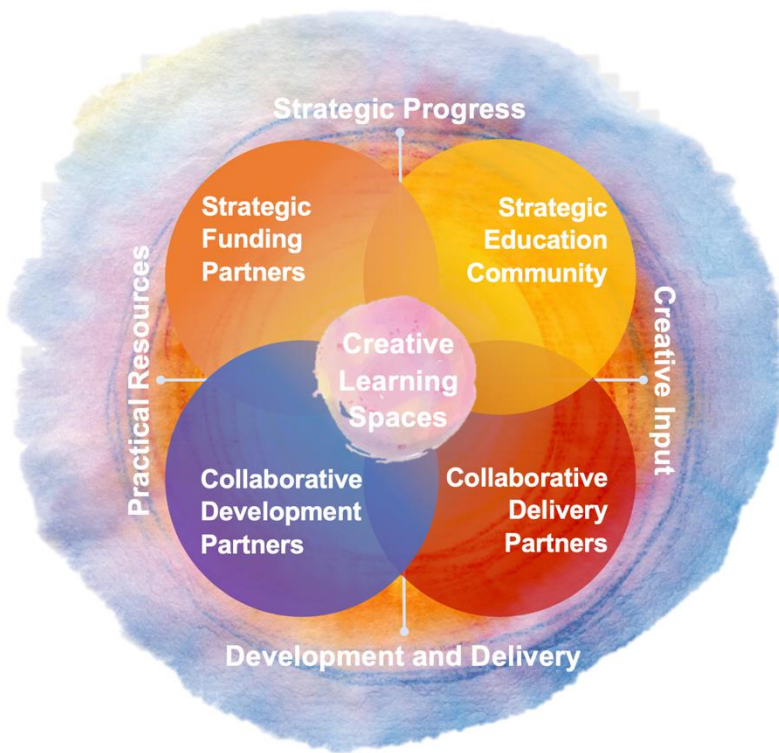 Strategic Progress
Strategic
Funding
Partners
Strategic
Education
Community
Practical Resources
Creative
Learning
Spaces
Creative Input
Collaborative
Development
Partners
Collaborative
Delivery
Partners
Development and Delivery